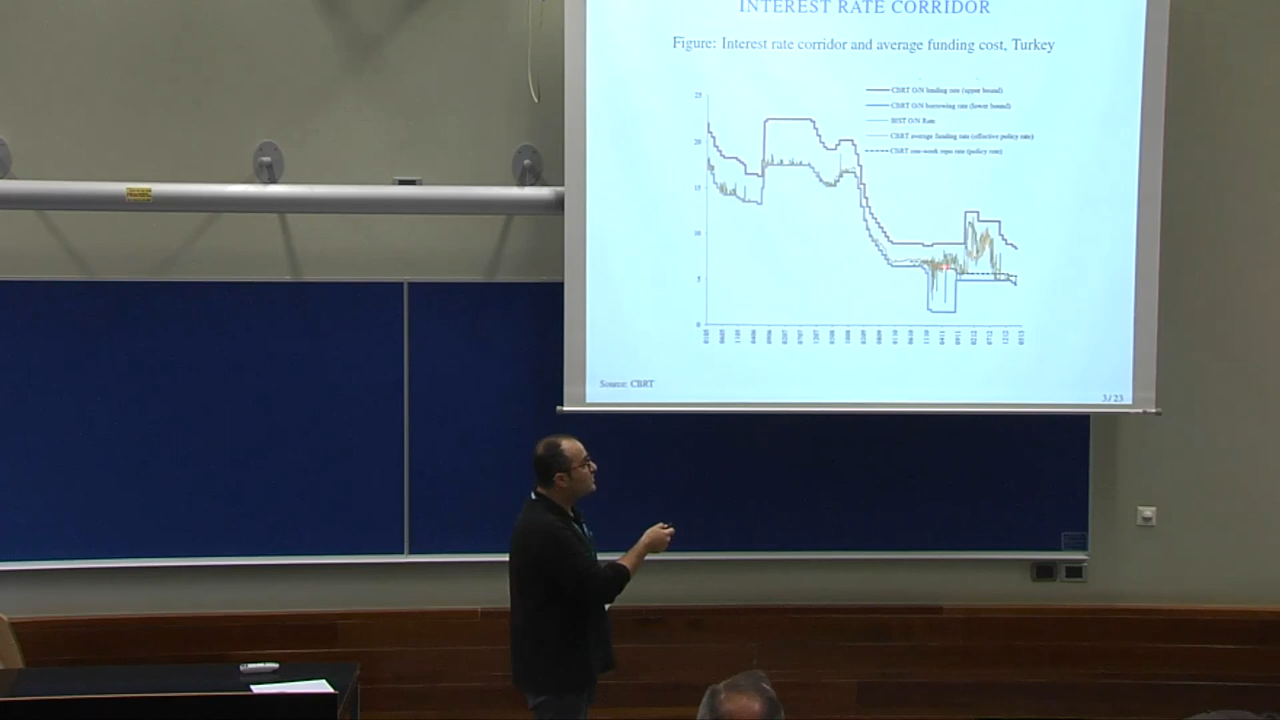 INTEREST RATE CORRIDOR
Figure: Interest rate corridor and average funding cost, Turkey
CBRT O/N lending rate (upper bound)
CBRT O/N borrowing rate (lower bound)
BIST O/N Rate
CBRT average funding rate (effective policy rate)
CBRT one-week repo rate (policy rate)
25
20
15
10
5
0
Source: CBRT
3/23